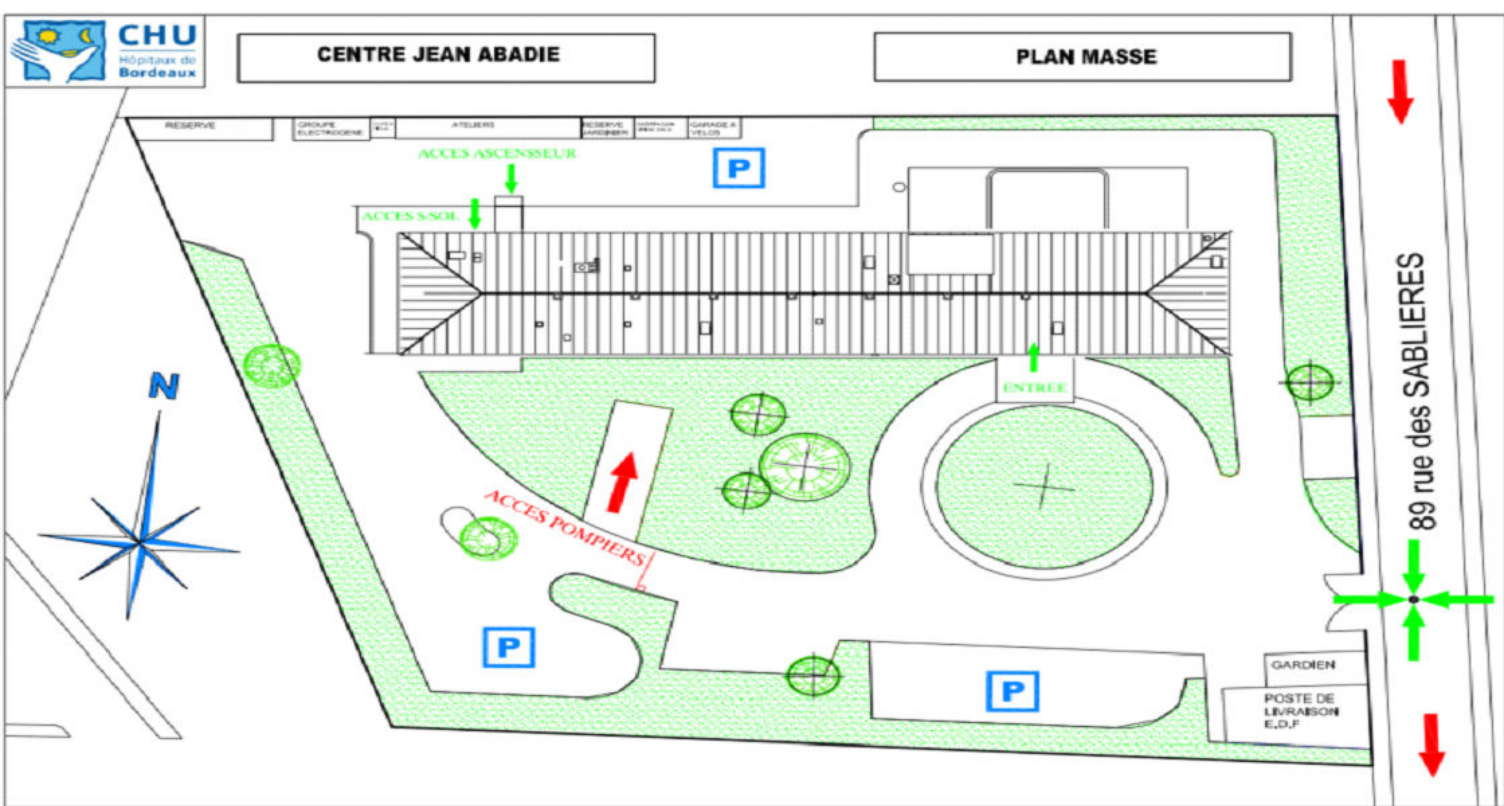 CHU
Hôpitaux de
Bordeaux
CENTRE JEAN ABADIE
PLAN MASSE
RESERVE
GROUPE
ELECTROGENE
ATELIERS
RESERVE
JARDINIER
GARAGE A
VELOS
ACCES ASCENSSEUR
P
ACCES S/SOL
89 rue des SABLIERES
N
ENTREE
ACCES POMPIERS
P
P
GARDIEN
POSTE DE
LIVRAISON
E.D.F